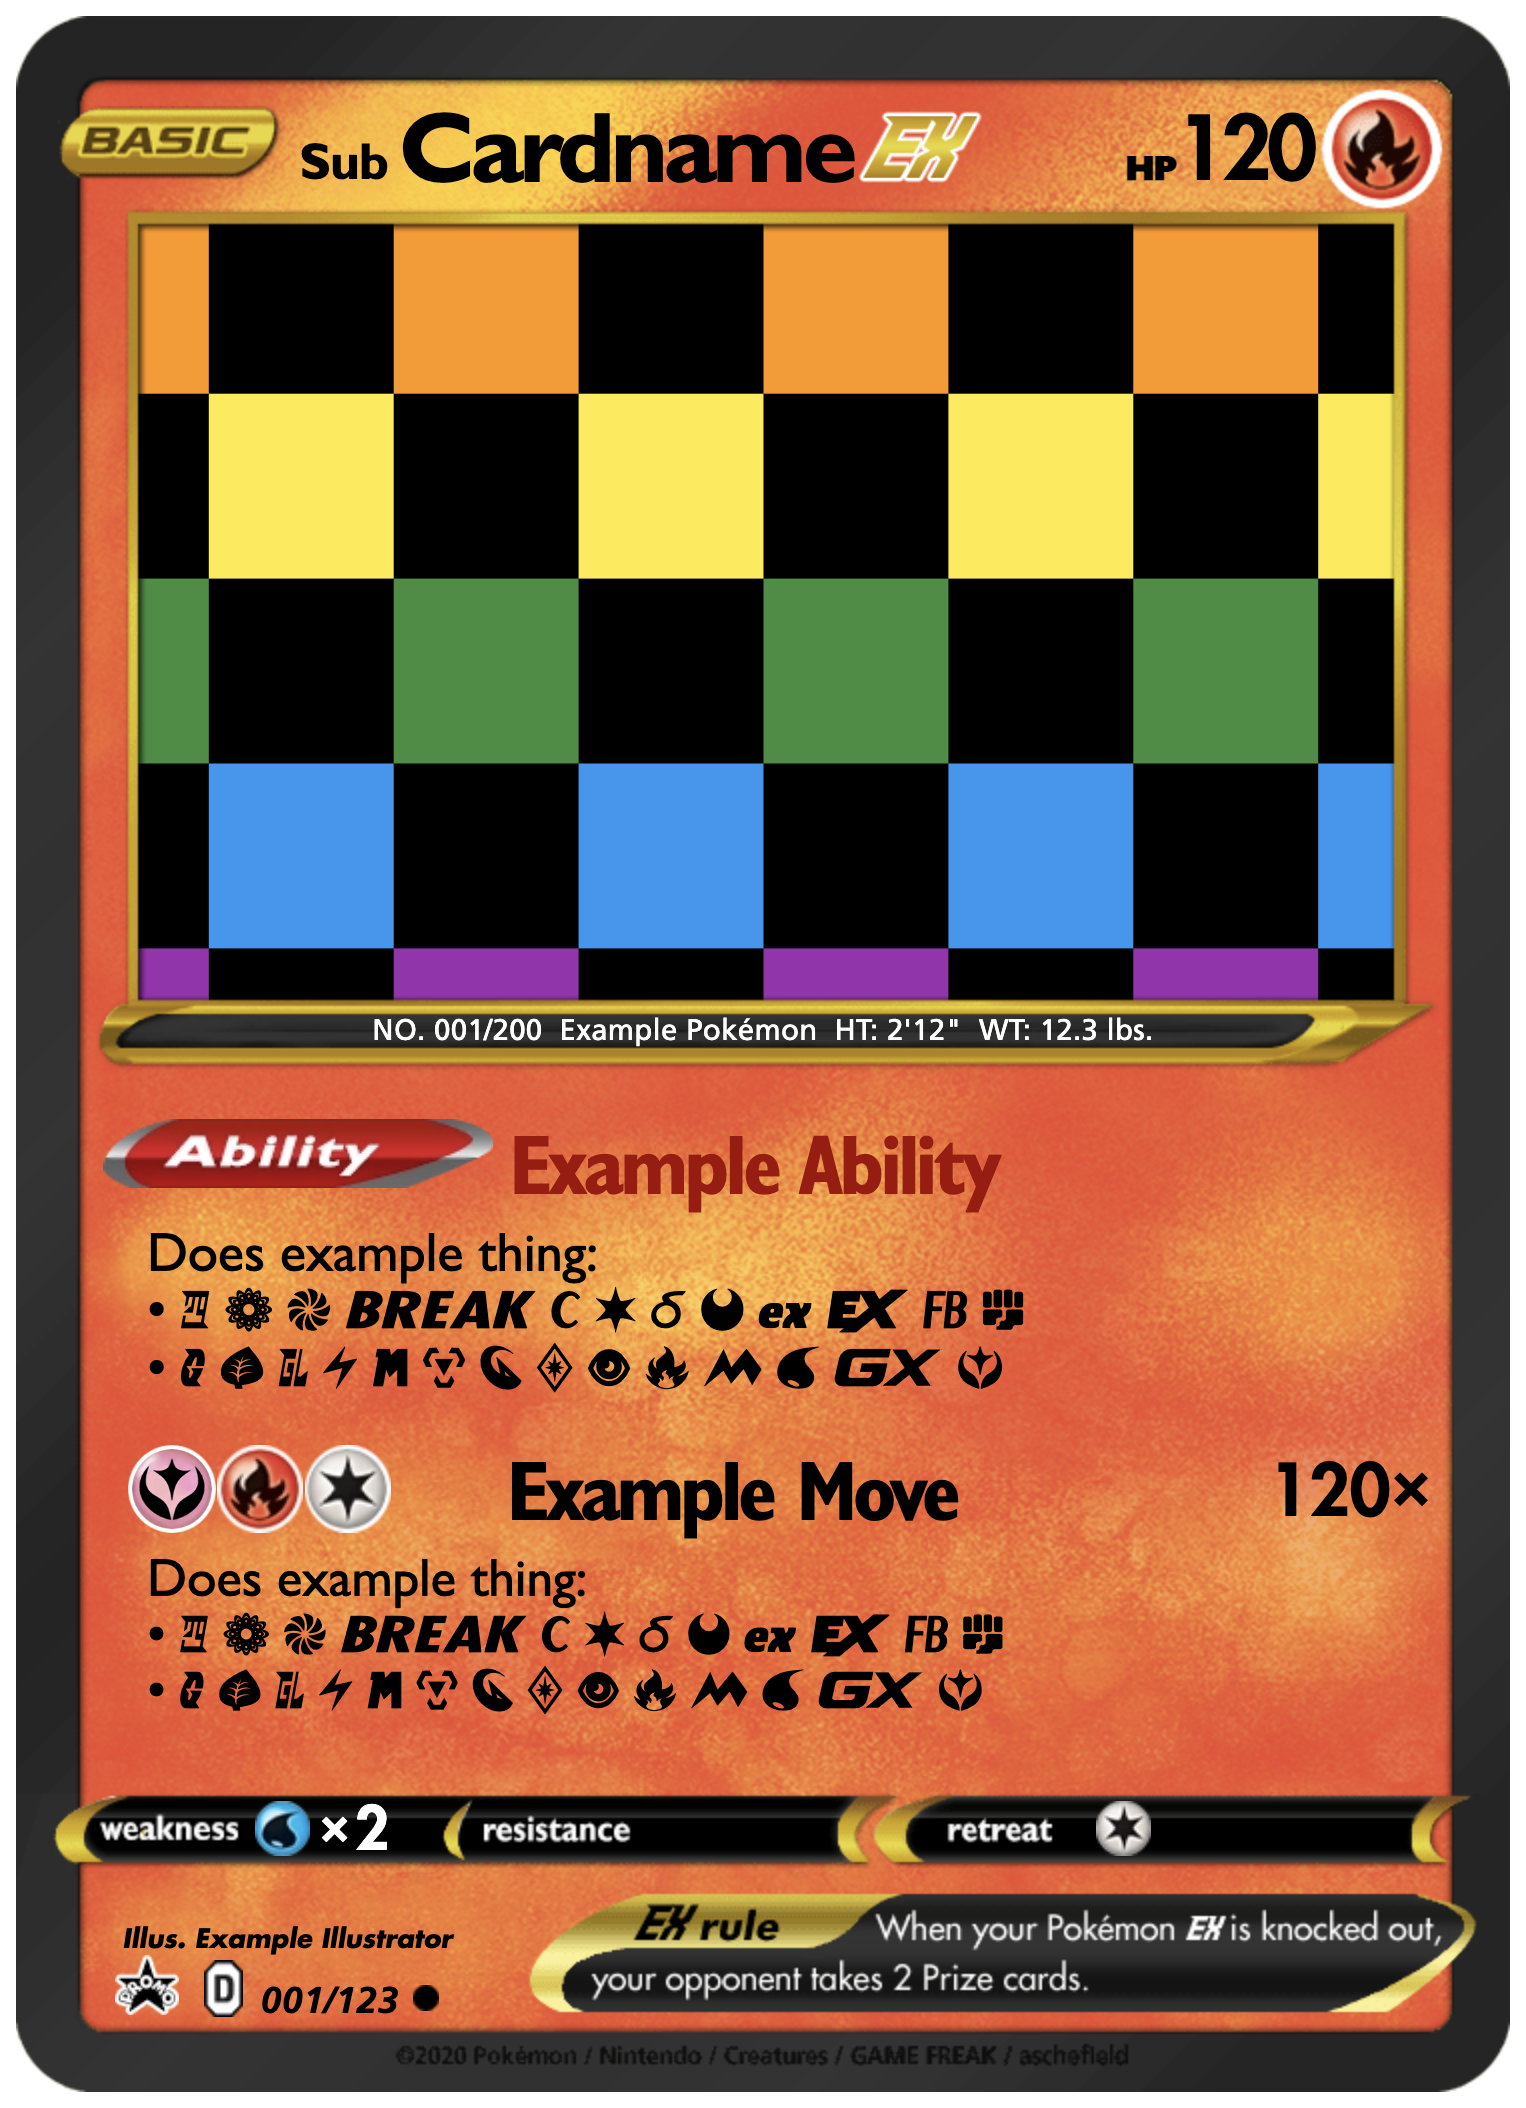 BASIC Sub Cardname EX HP 120
NO. 001/200 Example Pokémon HT: 2'12" WT: 12.3 lbs.
Ability Example Ability
Does example thing:
• BREAK C δ ex EX FB
• G GL M GX
Example Move 120×
Does example thing:
• BREAK C δ ex EX FB
• G GL M GX
weakness ×2 resistance retreat
EX rule When your Pokémon EX is knocked out,
your opponent takes 2 Prize cards.
Illus. Example Illustrator
PROMO D 001/123 ●
©2020 Pokémon / Nintendo / Creatures / GAME FREAK / aschefield